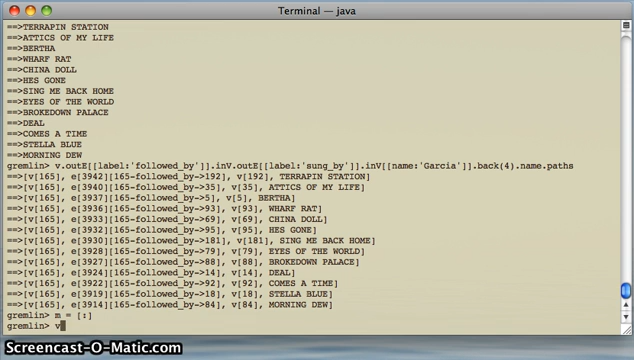 Terminal — java
==>TERRAPIN STATION
==>ATTICS OF MY LIFE
==>BERTHA
==>WHARF RAT
==>CHINA DOLL
==>HES GONE
==>SING ME BACK HOME
==>EYES OF THE WORLD
==>BROKEDOWN PALACE
==>DEAL
==>COMES A TIME
==>STELLA BLUE
==>MORNING DEW
gremlin> v.outE[[label:'followed_by']].inV.outE[[label:'sung_by']].inV[[name:'Garcia']].back(4).name.paths
==>[v[165], e[3942][165-followed_by->192], v[192], TERRAPIN STATION]
==>[v[165], e[3940][165-followed_by->35], v[35], ATTICS OF MY LIFE]
==>[v[165], e[3937][165-followed_by->5], v[5], BERTHA]
==>[v[165], e[3936][165-followed_by->93], v[93], WHARF RAT]
==>[v[165], e[3933][165-followed_by->69], v[69], CHINA DOLL]
==>[v[165], e[3932][165-followed_by->95], v[95], HES GONE]
==>[v[165], e[3930][165-followed_by->181], v[181], SING ME BACK HOME]
==>[v[165], e[3928][165-followed_by->79], v[79], EYES OF THE WORLD]
==>[v[165], e[3927][165-followed_by->88], v[88], BROKEDOWN PALACE]
==>[v[165], e[3924][165-followed_by->14], v[14], DEAL]
==>[v[165], e[3922][165-followed_by->92], v[92], COMES A TIME]
==>[v[165], e[3919][165-followed_by->18], v[18], STELLA BLUE]
==>[v[165], e[3914][165-followed_by->84], v[84], MORNING DEW]
gremlin> m = [:]
gremlin> v
Screencast-O-Matic.com